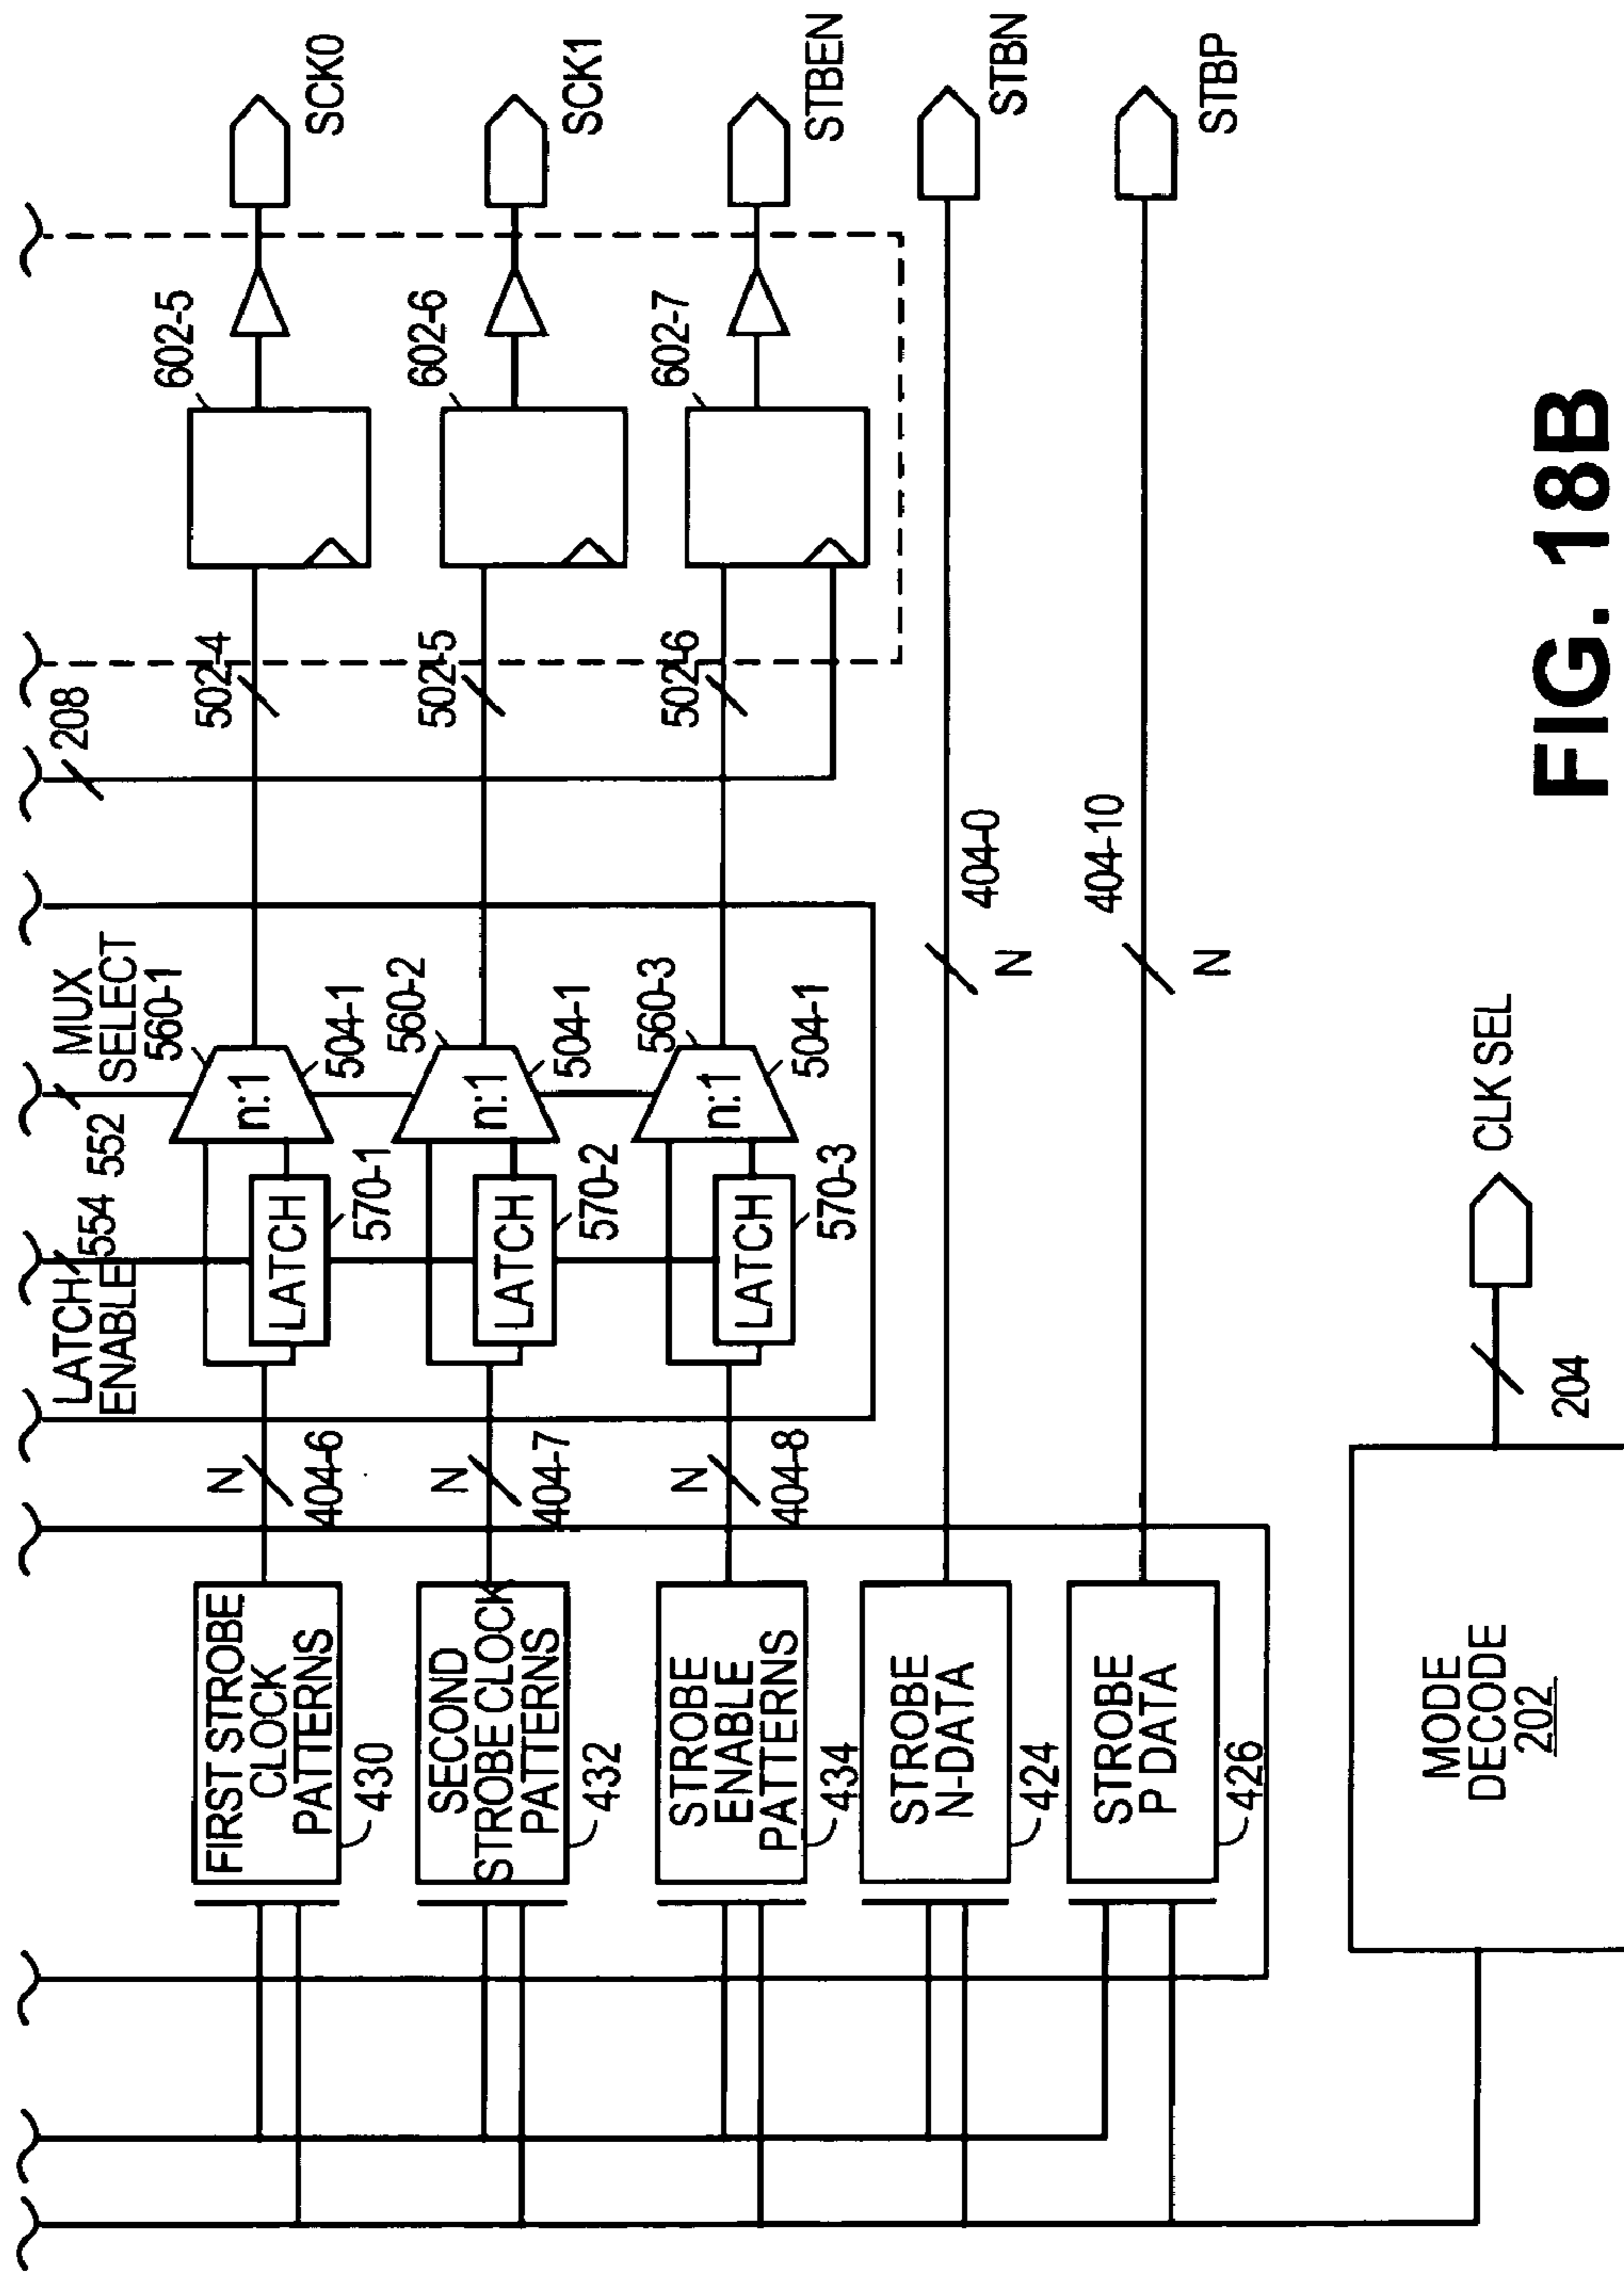 FIRST STROBE
CLOCK
PATTERNS
430
SECOND
STROBE CLOCK
PATTERNS
432
STROBE
ENABLE
PATTERNS
434
STROBE
N-DATA
424
STROBE
P DATA
426
MODE
DECODE
202
N
404-6
N
404-7
N
404-8
LATCH
ENABLE
554
552
MUX
SELECT
LATCH
570-1
LATCH
570-2
LATCH
570-3
n:1
560-1
504-1
n:1
560-2
504-1
n:1
560-3
504-1
208
502-4
502-5
502-6
602-5
602-6
602-7
404-0
N
404-10
N
204
CLK SEL
SCK0
SCK1
STBEN
STBN
STBP
FIG. 18B